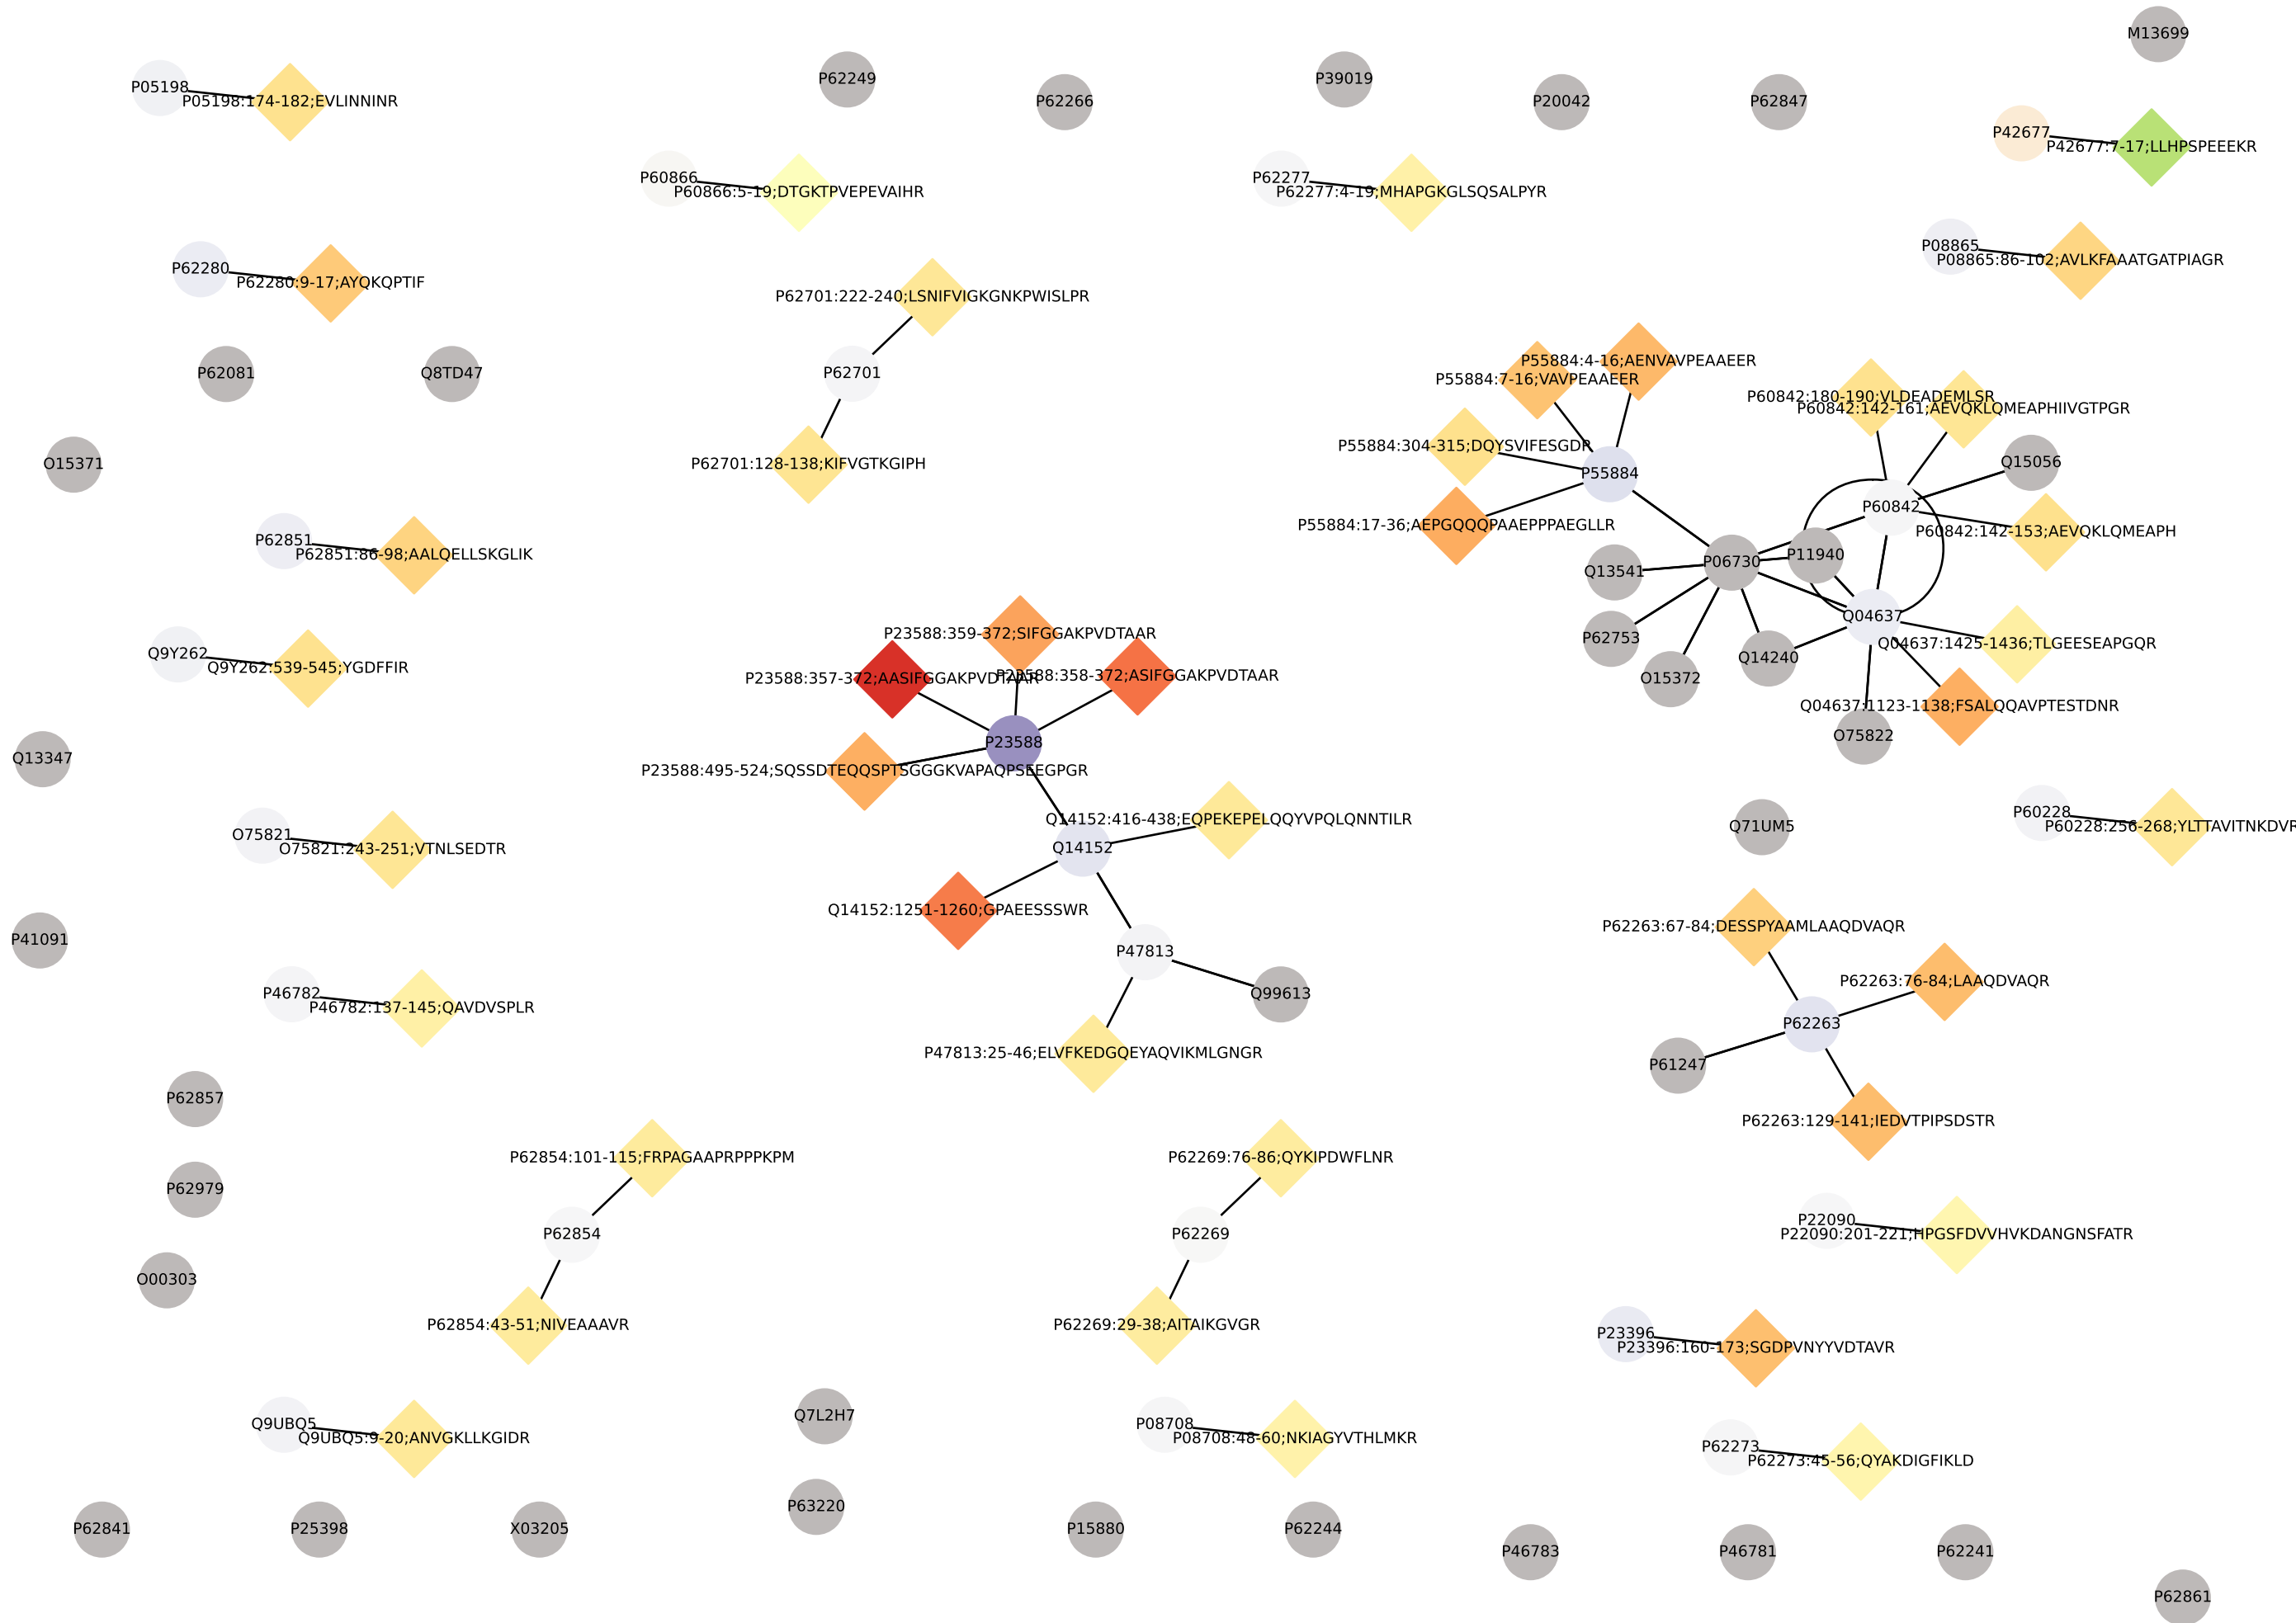 M13699
P62249
P39019
P05198
P05198:174-182;EVLINNINR
P62266
P20042
P62847
P42677
P42677:7-17;LLHPSPEEEKR
P60866
P60866:5-19;DTGKTPVEPEVAIHR
P62277
P62277:4-19;MHAPGKGLSQSALPYR
P08865
P08865:86-102;AVLKFAAATGATPIAGR
P62280
P62280:9-17;AYQKQPTIF
P62701:222-240;LSNIFVIGKGNKPWISLPR
P62081
Q8TD47
P62701
P55884:4-16;AENVAVPEAAEER
P55884:7-16;VAVPEAAEER
P60842:180-190;VLDEADEMLSR
P60842:142-161;AEVQKLQMEAPHIIVGTPGR
P55884:304-315;DQYSVIFESGDR
O15371
P62701:128-138;KIFVGTKGIPH
Q15056
P55884
P60842
P55884:17-36;AEPGQQQPAAEPPPAEGLLR
P60842:142-153;AEVQKLQMEAPH
P62851
P62851:86-98;AALQELLSKGLIK
P11940
P06730
Q13541
Q04637
P23588:359-372;SIFGGAKPVDTAAR
P62753
Q04637:1425-1436;TLGEESEAPGQR
Q9Y262
Q9Y262:539-545;YGDFFIR
Q14240
P23588:357-372;AASIFGGAKPVDTAAR
P23588:358-372;ASIFGGAKPVDTAAR
O15372
Q04637:1123-1138;FSALQQAVPTESTDNR
O75822
P23588
Q13347
P23588:495-524;SQSSDTEQQSPTSGGGKVAPAQPSEEGPGR
Q14152:416-438;EQPEKEPELQQYVPQLQNNTILR
Q71UM5
P60228
P60228:256-268;YLTTAVITNKDVR
O75821
O75821:243-251;VTNLSEDTR
Q14152
Q14152:1251-1260;GPAEESSSWR
P62263:67-84;DESSPYAAMLAAQDVAQR
P41091
P47813
P62263:76-84;LAAQDVAQR
P46782
P46782:137-145;QAVDVSPLR
Q99613
P62263
P47813:25-46;ELVFKEDGQEYAQVIKMLGNGR
P61247
P62857
P62263:129-141;IEDVTPIPSDSTR
P62854:101-115;FRPAGAAPRPPPKPM
P62269:76-86;QYKIPDWFLNR
P62979
P22090
P22090:201-221;HPGSFDVVHVKDANGNSFATR
P62854
P62269
O00303
P62854:43-51;NIVEAAAVR
P62269:29-38;AITAIKGVGR
P23396
P23396:160-173;SGDPVNYYVDTAVR
Q7L2H7
Q9UBQ5
Q9UBQ5:9-20;ANVGKLLKGIDR
P08708
P08708:48-60;NKIAGYVTHLMKR
P62273
P62273:45-56;QYAKDIGFIKLD
P63220
P62841
P25398
X03205
P15880
P62244
P46783
P46781
P62241
P62861